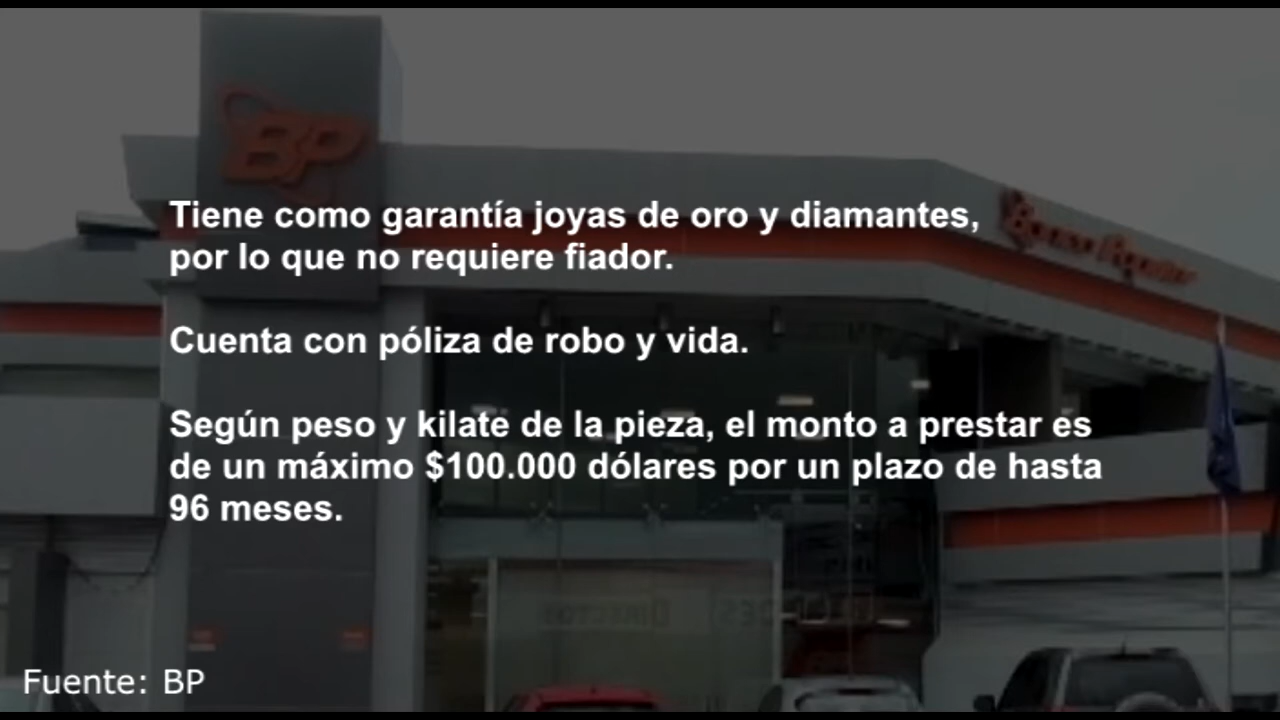 BP
Banco Popular
Tiene como garantía joyas de oro y diamantes,
por lo que no requiere fiador.
Cuenta con póliza de robo y vida.
Según peso y kilate de la pieza, el monto a prestar es
de un máximo $100.000 dólares por un plazo de hasta
96 meses.
Fuente: BP